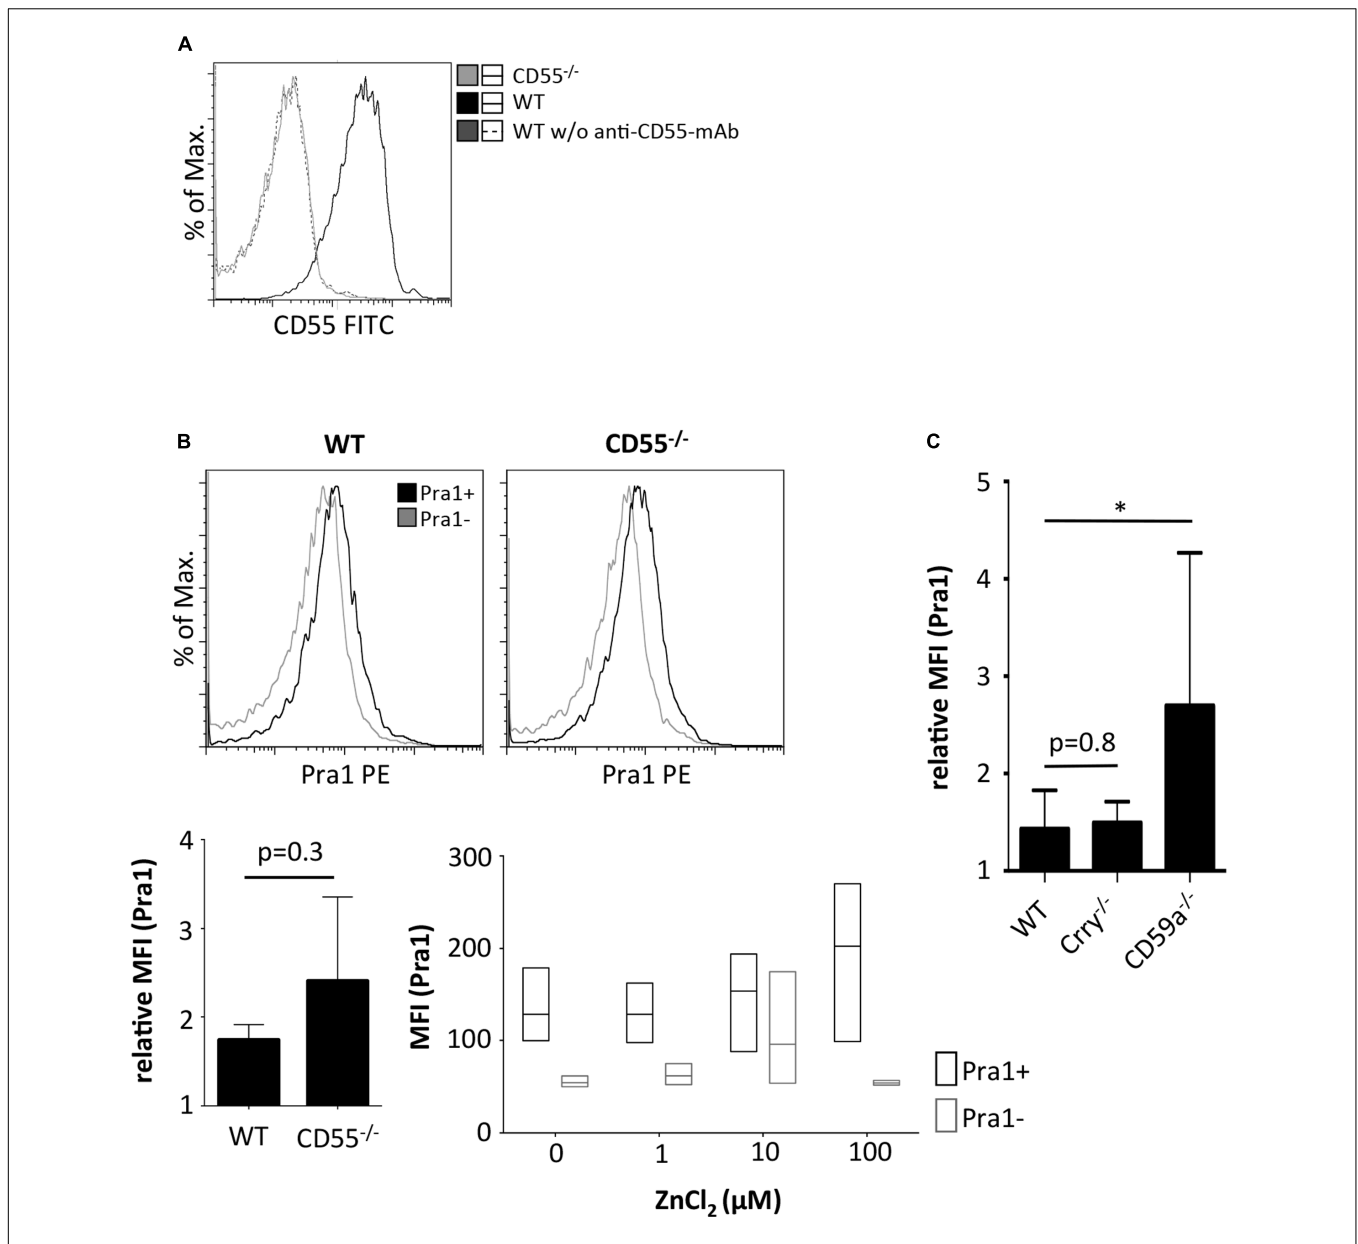 A
CD55-/-
WT
WT w/o anti-CD55-mAb
% of Max.
CD55 FITC
B
WT
CD55-/-
Pra1+
Pra1-
% of Max.
Pra1 PE
Pra1 PE
C
5
4
3
2
1
relative MFI (Pra1)
*
p=0.8
WT
Crry-/-
CD59a-/-
4
3
2
1
relative MFI (Pra1)
p=0.3
WT
CD55-/-
300
200
100
0
MFI (Pra1)
0 1 10 100
ZnCl2 (µM)
Pra1+
Pra1-